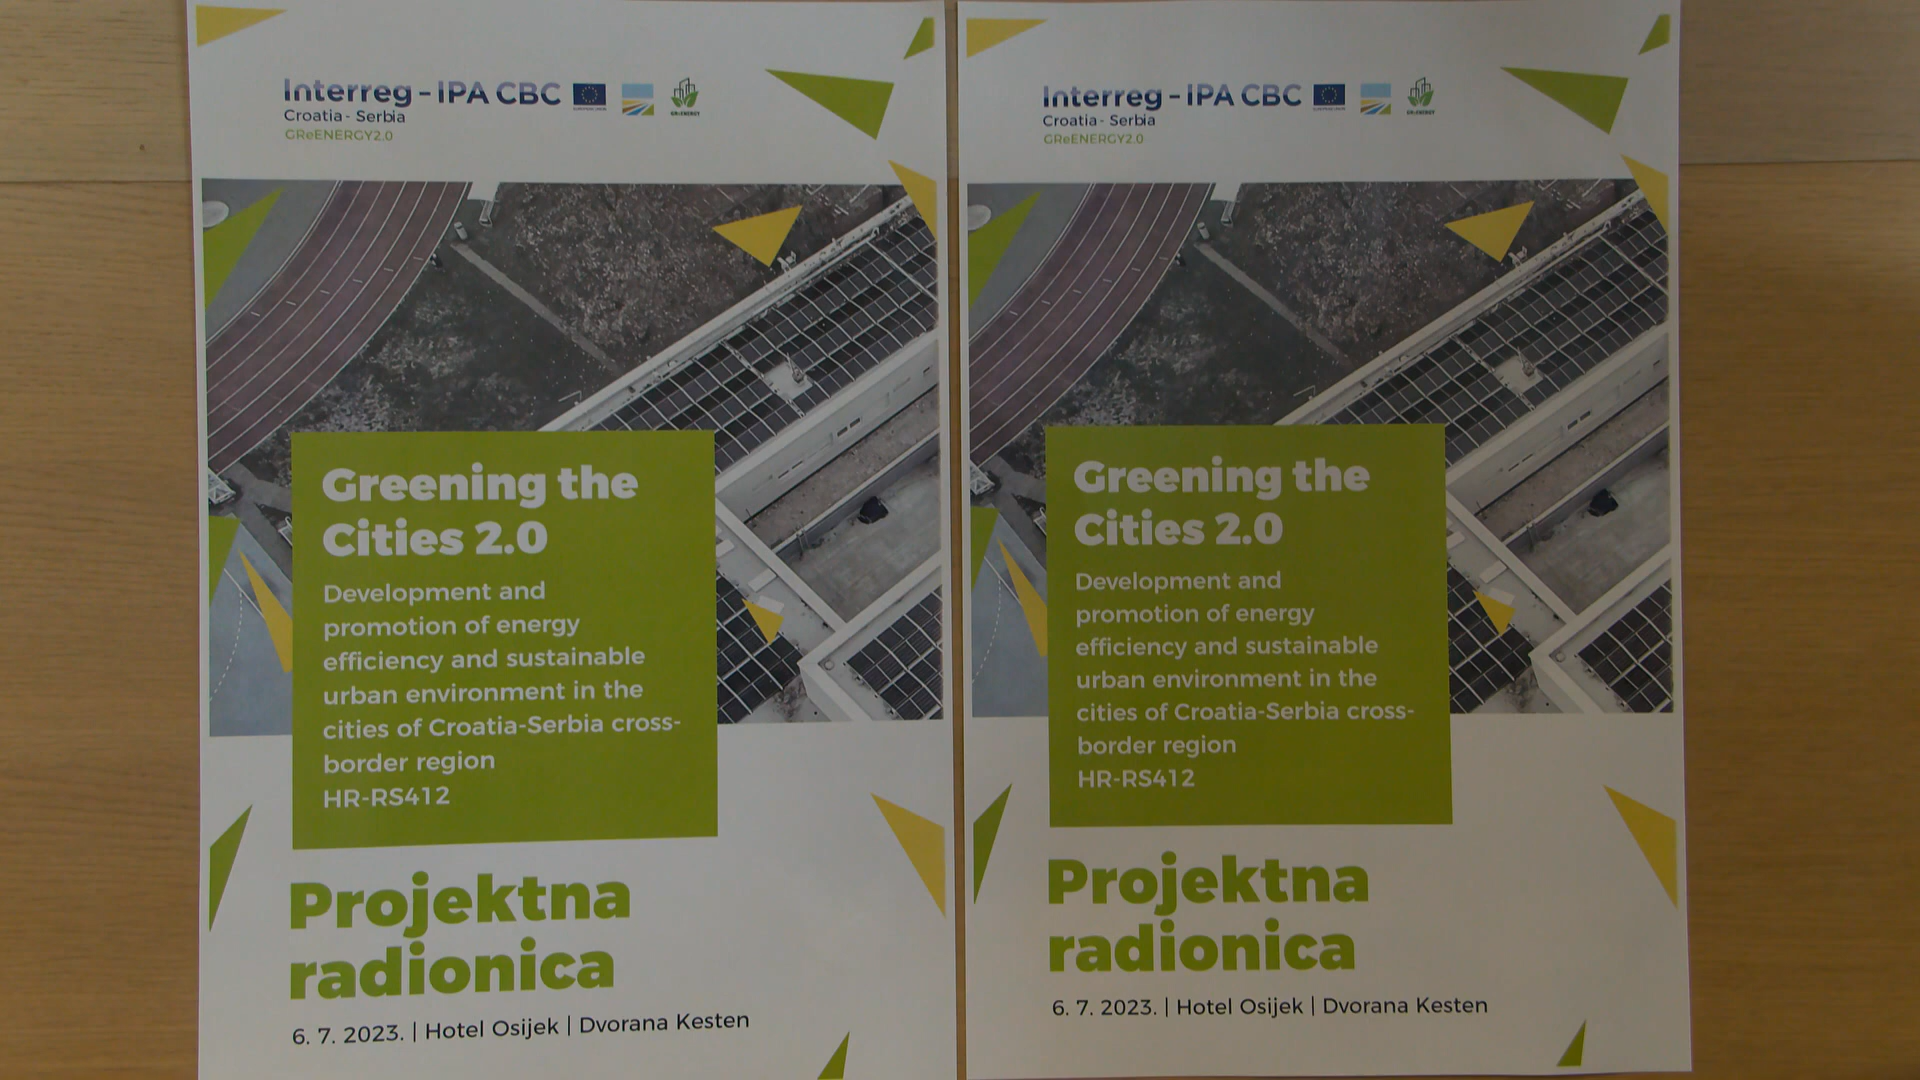 Interreg - IPA CBC
Croatia - Serbia
GReENERGY2.0
Greening the
Cities 2.0
Development and
promotion of energy
efficiency and sustainable
urban environment in the
cities of Croatia-Serbia cross-
border region
HR-RS412
Projektna
radionica
6. 7. 2023. | Hotel Osijek | Dvorana Kesten
Interreg - IPA CBC
Croatia - Serbia
GReENERGY2.0
Greening the
Cities 2.0
Development and
promotion of energy
efficiency and sustainable
urban environment in the
cities of Croatia-Serbia cross-
border region
HR-RS412
Projektna
radionica
6. 7. 2023. | Hotel Osijek | Dvorana Kesten